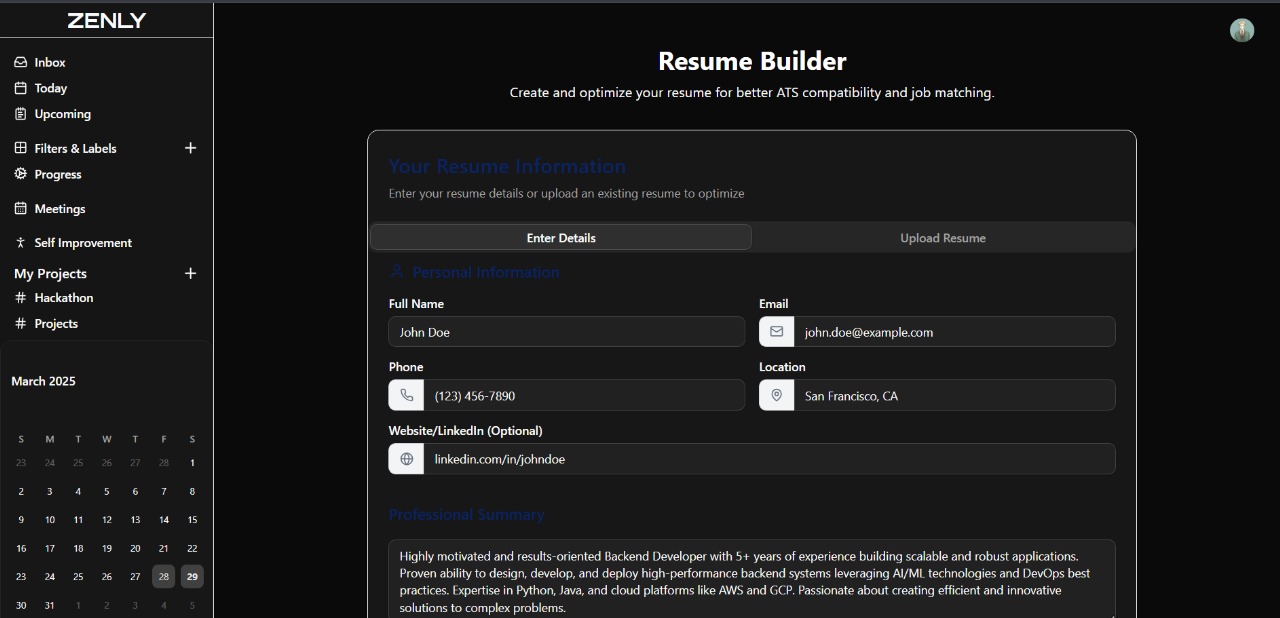 ZENLY
Inbox
Today
Upcoming
Filters & Labels
Progress
Meetings
Self Improvement
My Projects
Hackathon
Projects
March 2025
S M T W T F S
23 24 25 26 27 28 1
2 3 4 5 6 7 8
9 10 11 12 13 14 15
16 17 18 19 20 21 22
23 24 25 26 27 28 29
30 31 1 2 3 4 5
Resume Builder
Create and optimize your resume for better ATS compatibility and job matching.
Your Resume Information
Enter your resume details or upload an existing resume to optimize
Enter Details Upload Resume
Personal Information
Full Name Email
John Doe john.doe@example.com
Phone Location
(123) 456-7890 San Francisco, CA
Website/LinkedIn (Optional)
linkedin.com/in/johndoe
Professional Summary
Highly motivated and results-oriented Backend Developer with 5+ years of experience building scalable and robust applications.
Proven ability to design, develop, and deploy high-performance backend systems leveraging AI/ML technologies and DevOps best
practices. Expertise in Python, Java, and cloud platforms like AWS and GCP. Passionate about creating efficient and innovative
solutions to complex problems.